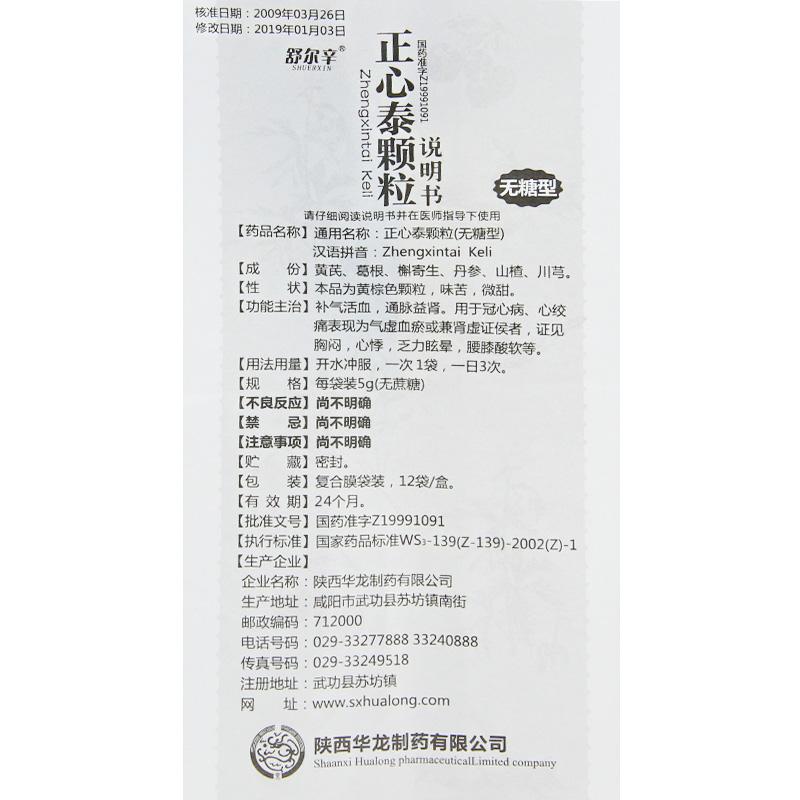 核准日期：2009年03月26日
修改日期：2019年01月03日
舒尔辛®
SHUERXIN
正心泰颗粒
Zhengxintai Keli
国药准字Z19991091
说明书
无糖型
请仔细阅读说明书并在医师指导下使用
【药品名称】通用名称：正心泰颗粒(无糖型)
汉语拼音：Zhengxintai Keli
【成 份】黄芪、葛根、槲寄生、丹参、山楂、川芎。
【性 状】本品为黄棕色颗粒，味苦，微甜。
【功能主治】补气活血，通脉益肾。用于冠心病、心绞
痛表现为气虚血瘀或兼肾虚证侯者，证见
胸闷，心悸，乏力眩晕，腰膝酸软等。
【用法用量】开水冲服，一次1袋，一日3次。
【规 格】每袋装5g(无蔗糖)
【不良反应】尚不明确
【禁 忌】尚不明确
【注意事项】尚不明确
【贮 藏】密封。
【包 装】复合膜袋装，12袋/盒。
【有 效 期】24个月。
【批准文号】国药准字Z19991091
【执行标准】国家药品标准WS₃-139(Z-139)-2002(Z)-1
【生产企业】
企业名称：陕西华龙制药有限公司
生产地址：咸阳市武功县苏坊镇南街
邮政编码：712000
电话号码：029-33277888 33240888
传真号码：029-33249518
注册地址：武功县苏坊镇
网 址：www.sxhualong.com
陕西华龙制药有限公司
Shaanxi Hualong pharmaceuticalLimited company